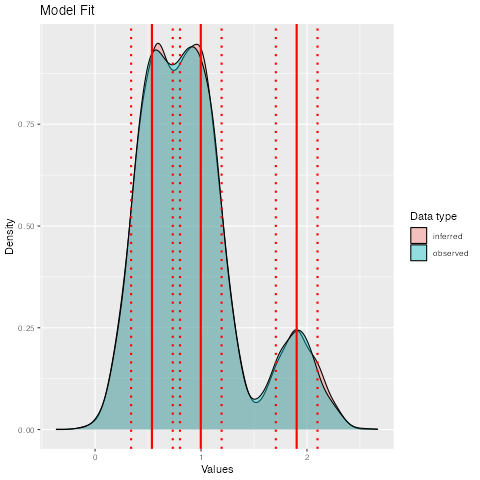 Model Fit
Density
0.75
0.50
0.25
0.00
0
1
2
Values
Data type
inferred
observed